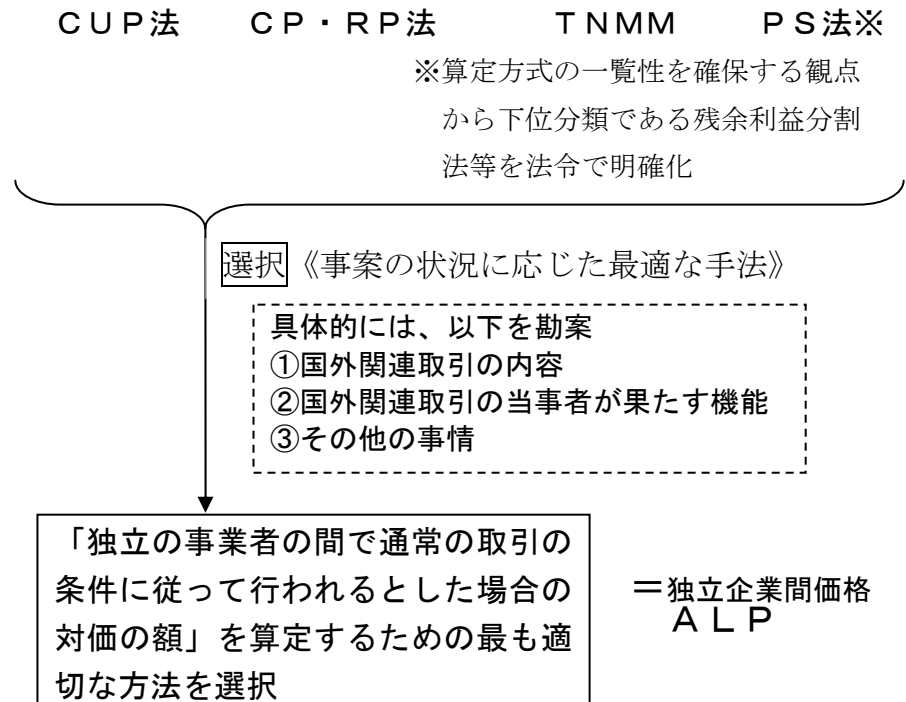 CUP法　CP・RP法　TNMM　PS法※
※算定方式の一覧性を確保する観点
から下位分類である残余利益分割
法等を法令で明確化
選択《事案の状況に応じた最適な手法》
具体的には、以下を勘案
①国外関連取引の内容
②国外関連取引の当事者が果たす機能
③その他の事情
「独立の事業者の間で通常の取引の
条件に従って行われるとした場合の
対価の額」を算定するための最も適
切な方法を選択
＝独立企業間価格
ALP